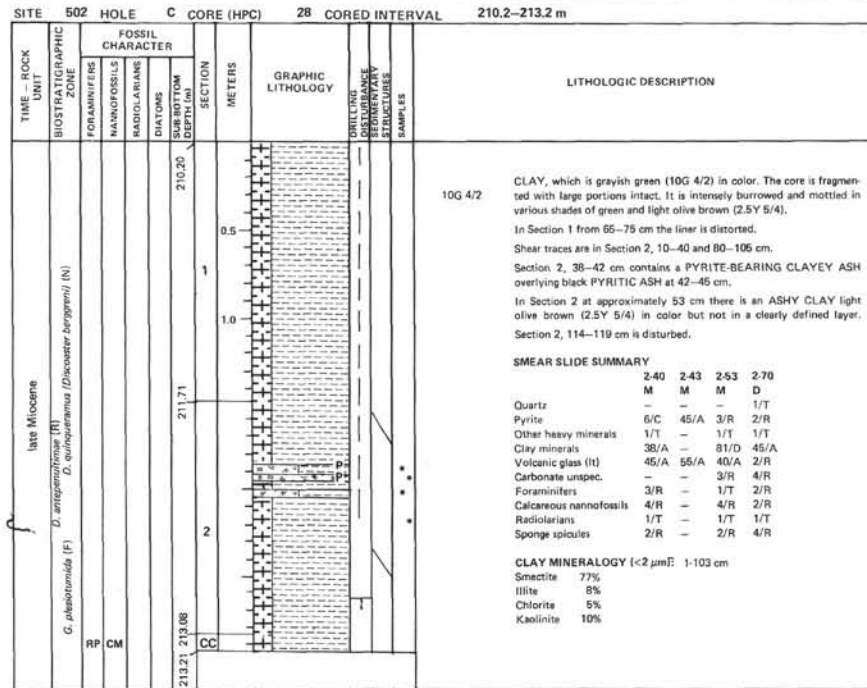 SITE 502 HOLE C CORE (HPC) 28 CORED INTERVAL 210.2–213.2 m
TIME – ROCK UNIT
BIOSTRATIGRAPHIC ZONE
FOSSIL CHARACTER
FORAMINIFERS
NANNOFOSSILS
RADIOLARIANS
DIATOMS
SUB-BOTTOM DEPTH (m)
SECTION
METERS
GRAPHIC LITHOLOGY
DRILLING DISTURBANCE
SEDIMENTARY STRUCTURES
SAMPLES
LITHOLOGIC DESCRIPTION
late Miocene
G. plesiotumida (F)
D. antepenultimae (R)
D. quinqueramus (Discoaster berggrenii) (N)
RP CM
210.20
211.71
213.08
213.21
1
2
CC
0.5
1.0
P
P
10G 4/2
CLAY, which is grayish green (10G 4/2) in color. The core is fragmen-
ted with large portions intact. It is intensely burrowed and mottled in
various shades of green and light olive brown (2.5Y 5/4).
In Section 1 from 65–75 cm the liner is distorted.
Shear traces are in Section 2, 10–40 and 80–105 cm.
Section 2, 38–42 cm contains a PYRITE-BEARING CLAYEY ASH
overlying black PYRITIC ASH at 42–45 cm.
In Section 2 at approximately 53 cm there is an ASHY CLAY light
olive brown (2.5Y 5/4) in color but not in a clearly defined layer.
Section 2, 114–119 cm is disturbed.
SMEAR SLIDE SUMMARY
2-40 2-43 2-53 2-70
M M M D
Quartz – – – 1/T
Pyrite 6/C 45/A 3/R 2/R
Other heavy minerals 1/T – 1/T 1/T
Clay minerals 38/A – 81/D 45/A
Volcanic glass (lt) 45/A 55/A 40/A 2/R
Carbonate unspec. – – 3/R 4/R
Foraminifers 3/R – 1/T 2/R
Calcareous nannofossils 4/R – 4/R 2/R
Radiolarians 1/T – 1/T 1/T
Sponge spicules 2/R – 2/R 4/R
CLAY MINERALOGY (<2 µm): 1-103 cm
Smectite 77%
Illite 8%
Chlorite 5%
Kaolinite 10%